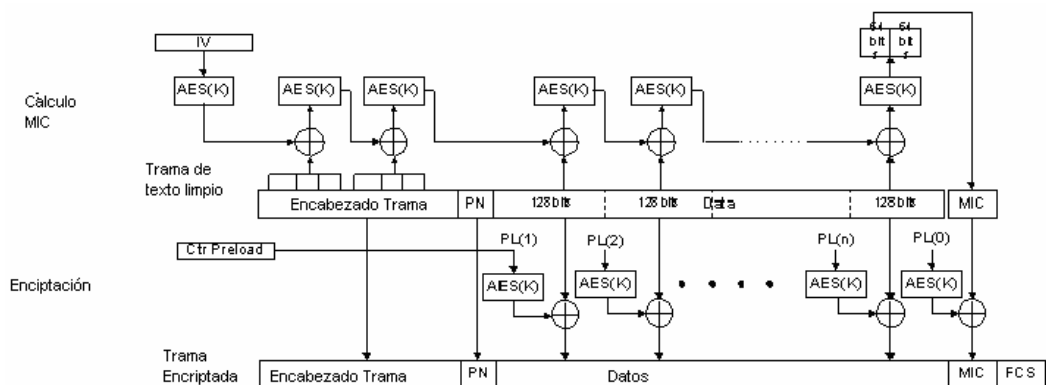 64 64
IV
bits bits
AES(K) AES(K) AES(K) AES(K) AES(K) AES(K)
Cálculo
MIC
Trama de
texto limpio
Encabezado Trama PN 128 bits 128 bits Data 128 bits MIC
Ctr Preload PL(1) PL(2) PL(n) PL(0)
Enciptación
AES(K) AES(K) AES(K) AES(K)
Trama
Encriptada
Encabezado Trama PN Datos MIC FCS